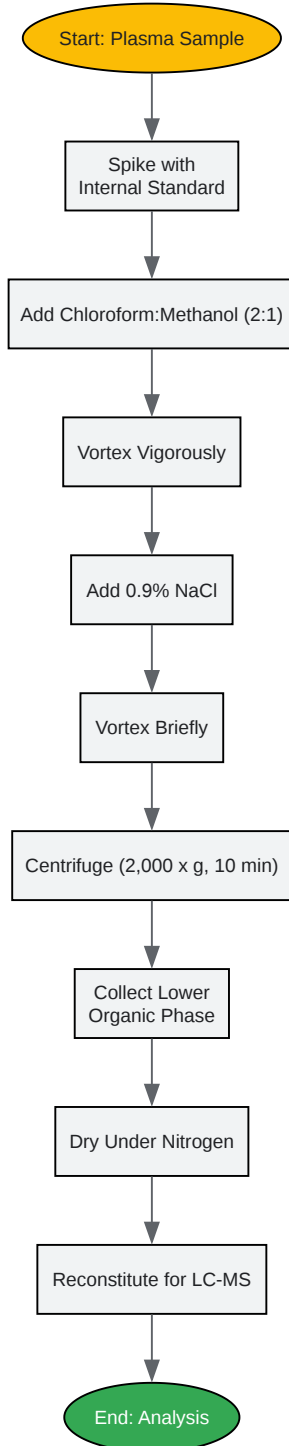 Start: Plasma Sample
Spike with
Internal Standard
Add Chloroform:Methanol (2:1)
Vortex Vigorously
Add 0.9% NaCl
Vortex Briefly
Centrifuge (2,000 x g, 10 min)
Collect Lower
Organic Phase
Dry Under Nitrogen
Reconstitute for LC-MS
End: Analysis